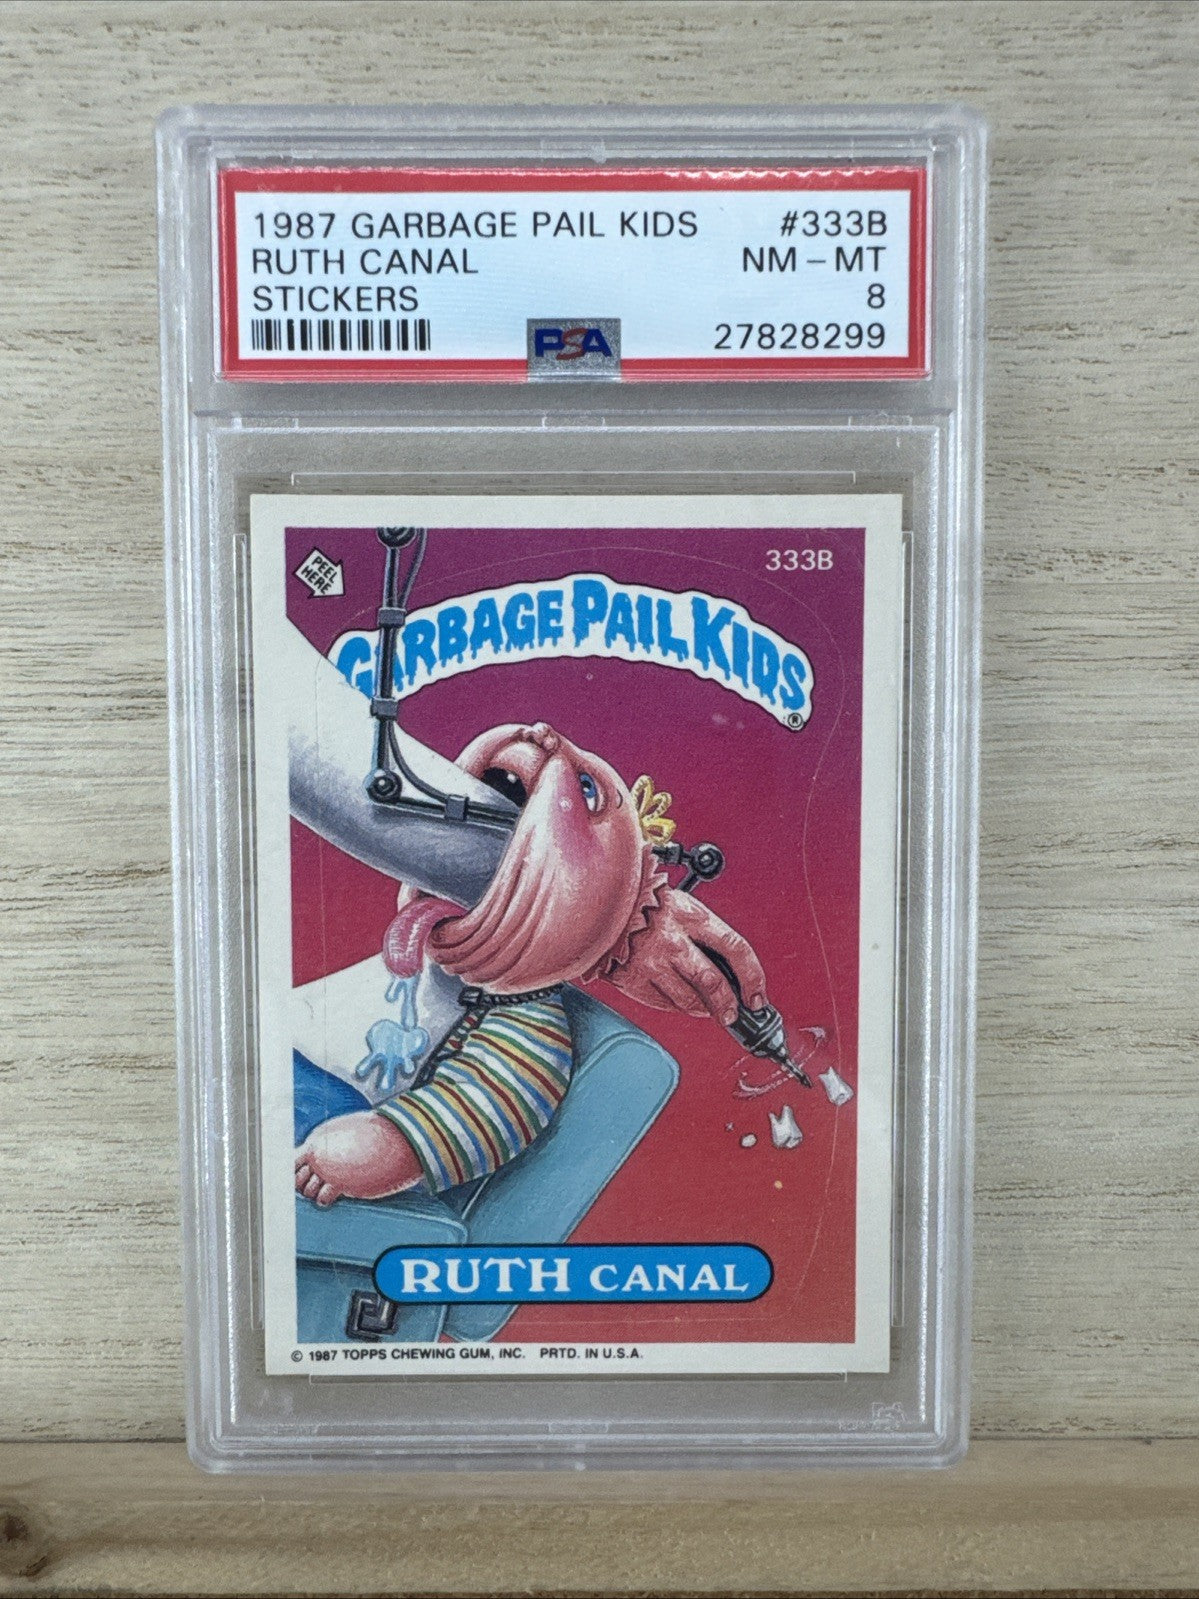 1987 GARBAGE PAIL KIDS #333B
RUTH CANAL NM - MT
STICKERS 8
PSA 27828299
PEEL
HERE
333B
GARBAGE PAIL KIDS ®
RUTH CANAL
© 1987 TOPPS CHEWING GUM, INC. PRTD. IN U.S.A.